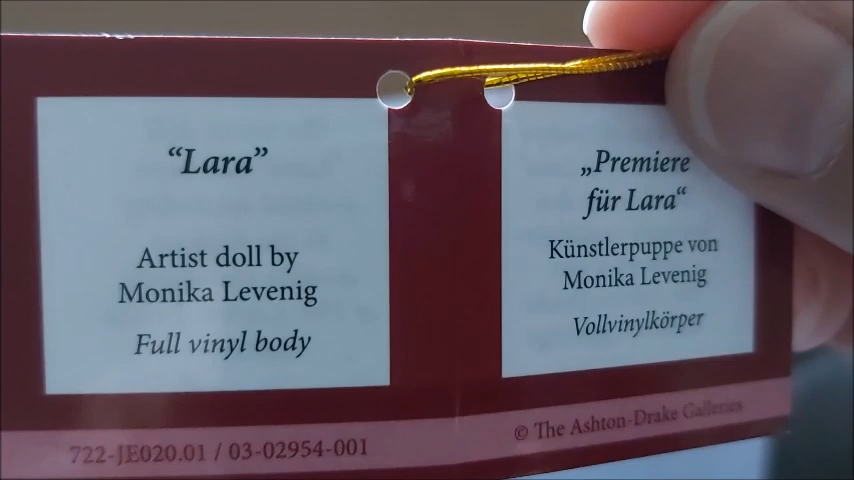 “Lara”
Artist doll by
Monika Levenig
Full vinyl body
722-JE020.01 / 03-02954-001
„Premiere
für Lara“
Künstlerpuppe von
Monika Levenig
Vollvinylkörper
© The Ashton-Drake Galleries